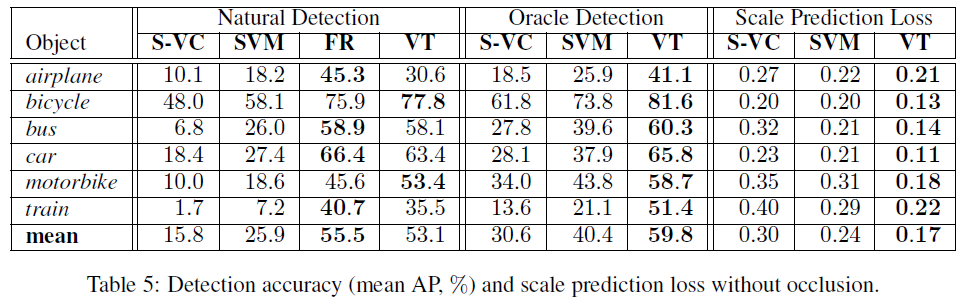 Natural Detection Oracle Detection Scale Prediction Loss
Object S-VC SVM FR VT S-VC SVM VT S-VC SVM VT
airplane 10.1 18.2 45.3 30.6 18.5 25.9 41.1 0.27 0.22 0.21
bicycle 48.0 58.1 75.9 77.8 61.8 73.8 81.6 0.20 0.20 0.13
bus 6.8 26.0 58.9 58.1 27.8 39.6 60.3 0.32 0.21 0.14
car 18.4 27.4 66.4 63.4 28.1 37.9 65.8 0.23 0.21 0.11
motorbike 10.0 18.6 45.6 53.4 34.0 43.8 58.7 0.35 0.31 0.18
train 1.7 7.2 40.7 35.5 13.6 21.1 51.4 0.40 0.29 0.22
mean 15.8 25.9 55.5 53.1 30.6 40.4 59.8 0.30 0.24 0.17
Table 5: Detection accuracy (mean AP, %) and scale prediction loss without occlusion.